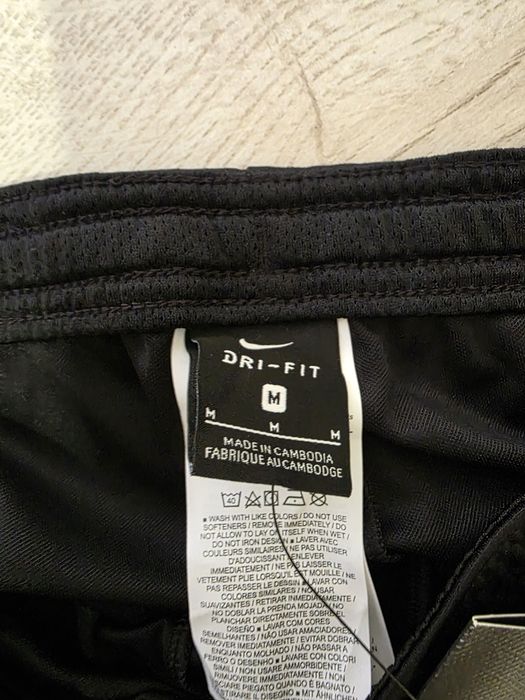 DRI-FIT
M
M M M
MADE IN CAMBODIA
FABRIQUE AU CAMBODGE
40
■ WASH WITH LIKE COLORS / DO NOT USE
SOFTENERS / REMOVE IMMEDIATELY / DO
NOT ALLOW TO LAY ON ITSELF WHEN WET /
DO NOT IRON DESIGN ■ LAVER AVEC
COULEURS SIMILAIRES / NE PAS UTILISER
D'ADOUCISSANT / ENLEVER
IMMEDIATEMENT / NE PAS LAISSER LE
VETEMENT PLIE LORSQU'IL EST MOUILLE / NE
PAS REPASSER LE DESSIN ■ LAVAR CON
COLORES SIMILARES / NO USAR
SUAVIZANTES / RETIRAR INMEDIATAMENTE /
NO DOBLAR LA PRENDA MOJADA / NO
PLANCHAR DIRECTAMENTE SOBRE EL
DISEÑO ■ LAVAR COM CORES
SEMELHANTES / NÃO USAR AMACIADORES /
REMOVER IMEDIATAMENTE / EVITAR DOBRAR
ENQUANTO MOLHADO / NÃO PASSAR A
FERRO O DESENHO ■ LAVARE CON COLORI
SIMILI / NON USARE AMMORBIDENTE /
RIMUOVERE IMMEDIATAMENTE / NON
LASCIARE PIEGATO QUANDO È BAGNATO /
STIRARE IL DISEGNO ■ MIT ÄHNLICHEN